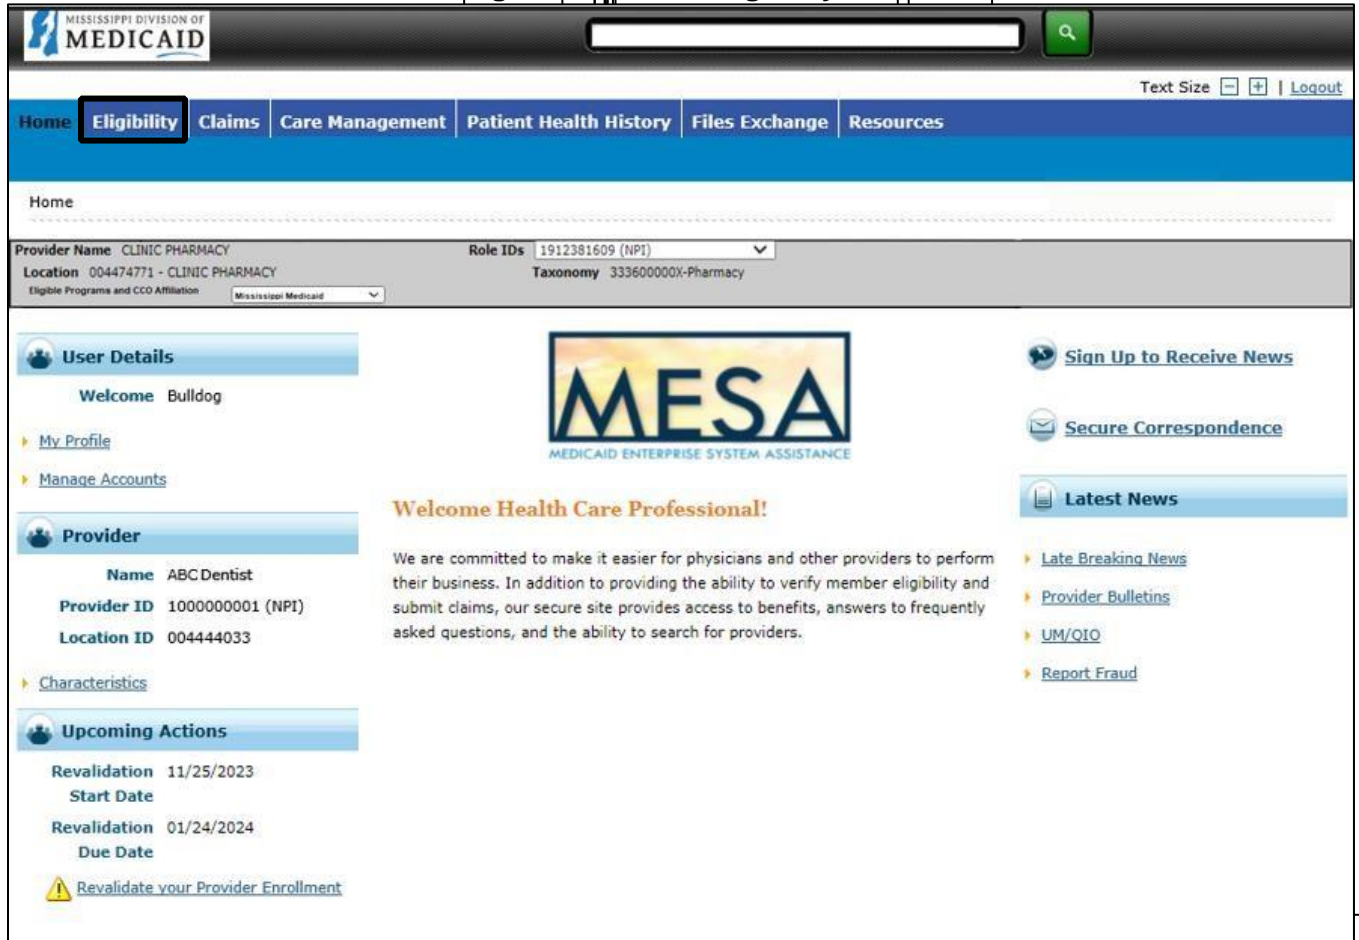 MISSISSIPPI DIVISION OF
MEDICAID
Text Size - + | Logout
Home Eligibility Claims Care Management Patient Health History Files Exchange Resources
Home
Provider Name CLINIC PHARMACY Role IDs 1912381609 (NPI)
Location 004474771 - CLINIC PHARMACY Taxonomy 333600000X-Pharmacy
Eligible Programs and CCO Affiliation Mississippi Medicaid
User Details
Welcome Bulldog
My Profile
Manage Accounts
Provider
Name ABC Dentist
Provider ID 1000000001 (NPI)
Location ID 004444033
Characteristics
Upcoming Actions
Revalidation 11/25/2023
Start Date
Revalidation 01/24/2024
Due Date
Revalidate your Provider Enrollment
MESA
MEDICAID ENTERPRISE SYSTEM ASSISTANCE
Welcome Health Care Professional!
We are committed to make it easier for physicians and other providers to perform
their business. In addition to providing the ability to verify member eligibility and
submit claims, our secure site provides access to benefits, answers to frequently
asked questions, and the ability to search for providers.
Sign Up to Receive News
Secure Correspondence
Latest News
Late Breaking News
Provider Bulletins
UM/QIO
Report Fraud